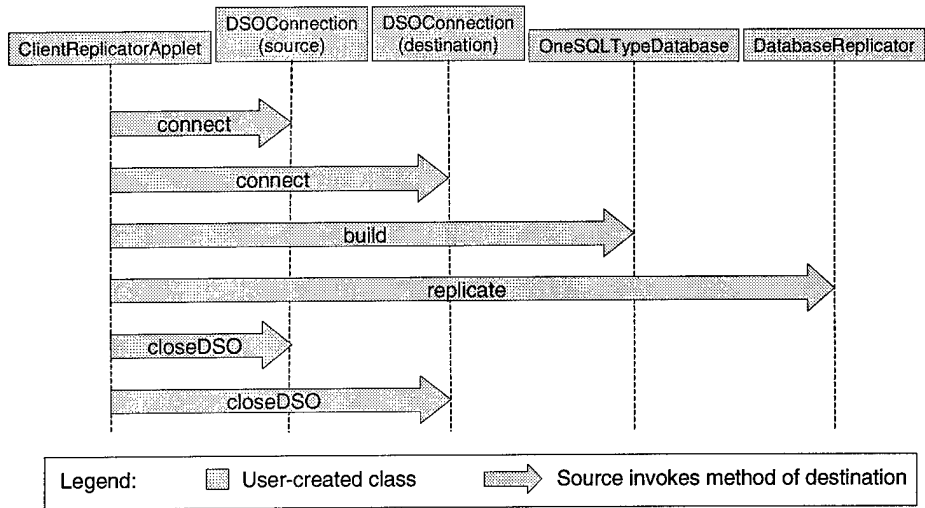 ClientReplicatorApplet
DSOConnection
(source)
DSOConnection
(destination)
OneSQLTypeDatabase
DatabaseReplicator
connect
connect
build
replicate
closeDSO
closeDSO
Legend:
User-created class
Source invokes method of destination